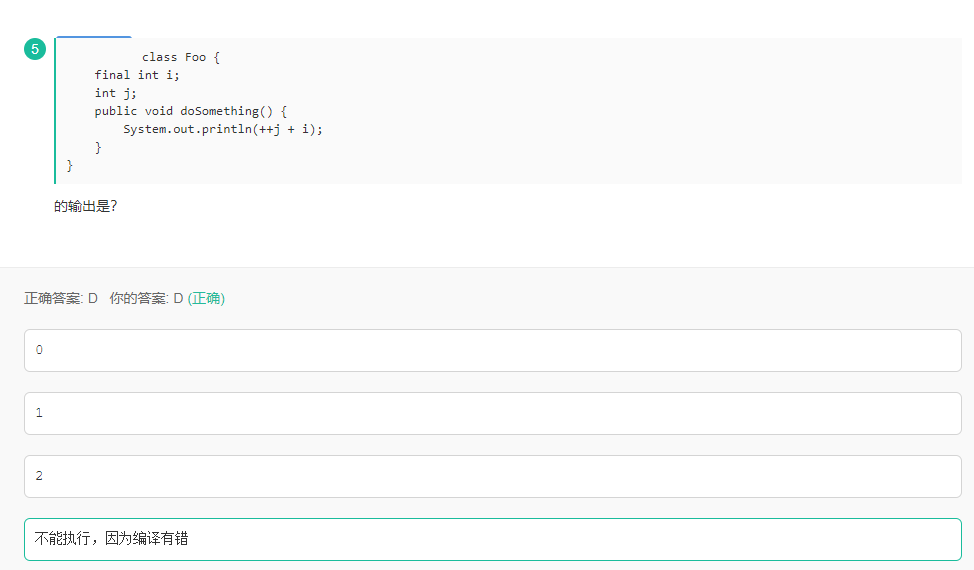 5
class Foo {
final int i;
int j;
public void doSomething() {
System.out.println(++j + i);
}
}
的输出是?
正确答案: D 你的答案: D (正确)
0
1
2
不能执行，因为编译有错